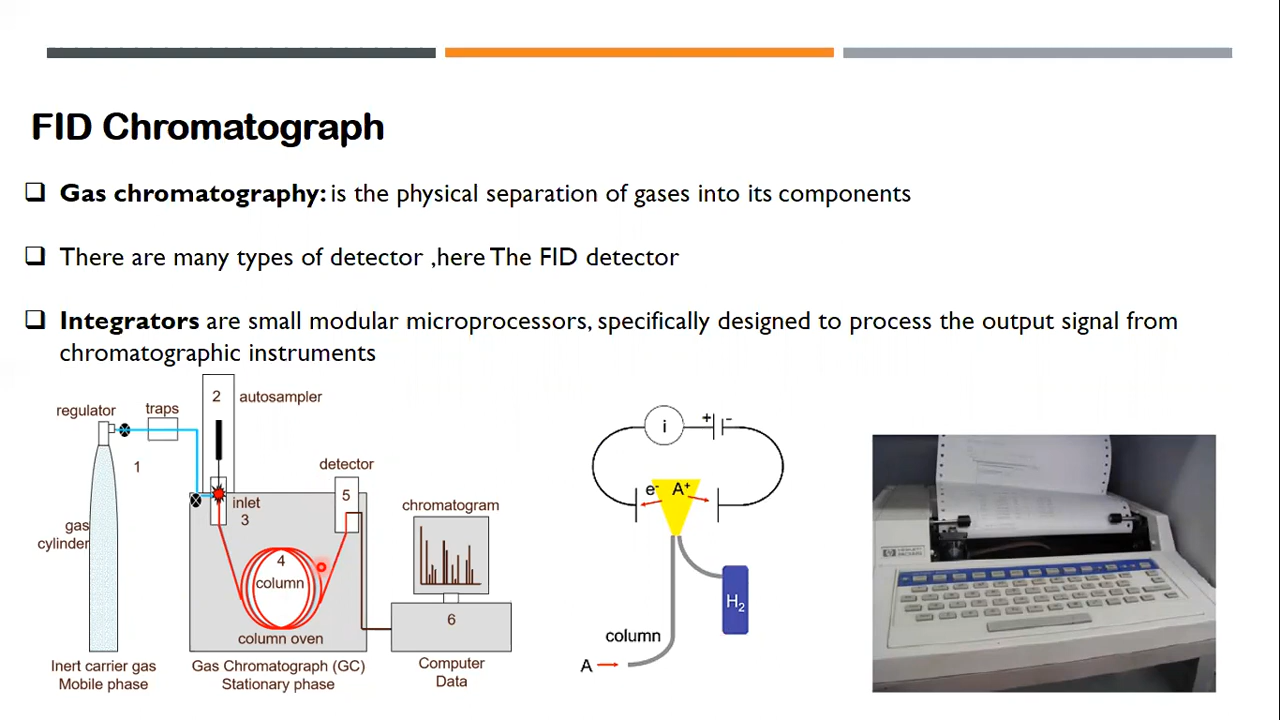 FID Chromatograph
Gas chromatography: is the physical separation of gases into its components
There are many types of detector ,here The FID detector
Integrators are small modular microprocessors, specifically designed to process the output signal from
chromatographic instruments
regulator
traps
2
autosampler
1
gas
cylinder
inlet
3
detector
5
4
column
column oven
chromatogram
6
Inert carrier gas
Mobile phase
Gas Chromatograph (GC)
Stationary phase
Computer
Data
i
+
-
e-
A+
H2
column
A
hp HEWLETT
PACKARD